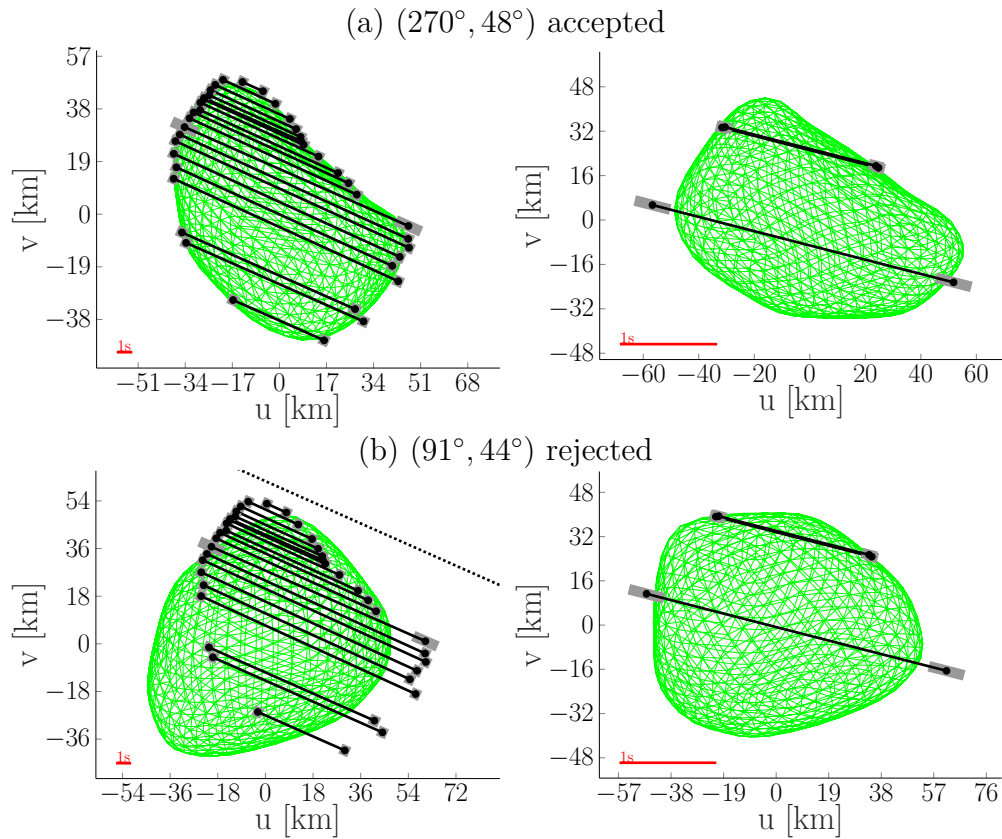 (a) (270°, 48°) accepted
57
38
19
0
−19
−38
v [km]
1s
−51 −34 −17 0 17 34 51 68
u [km]
48
32
16
0
−16
−32
−48
v [km]
1s
−60 −40 −20 0 20 40 60
u [km]
(b) (91°, 44°) rejected
54
36
18
0
−18
−36
v [km]
1s
−54 −36 −18 0 18 36 54 72
u [km]
48
32
16
0
−16
−32
−48
v [km]
1s
−57 −38 −19 0 19 38 57 76
u [km]